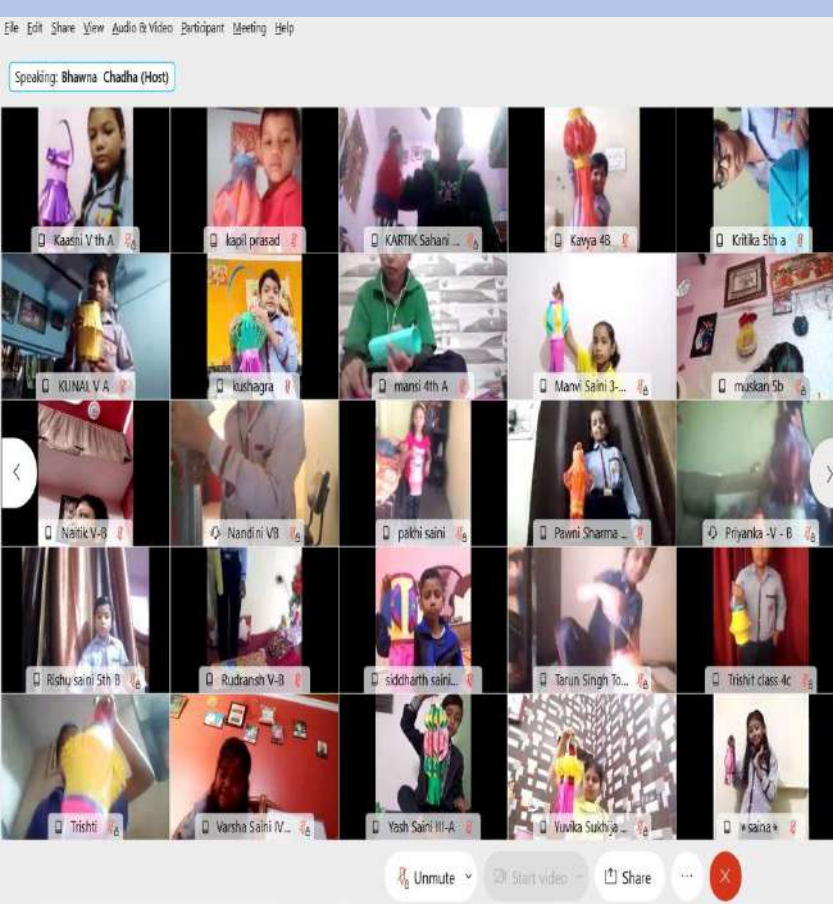 File Edit Share View Audio & Video Participant Meeting Help
Speaking: Bhawna Chadha (Host)
Kaasni V th A
kapil prasad
KARTIK Sahani ...
Kavya 4B
Kritika 5th a
KUNAL V A
kushagra
mansi 4th A
Manvi Saini 3-...
muskan 5b
Naitik V-B
Nandini VB
pakhi saini
Pawni Sharma ...
Priyanka -V - B
Rishu saini 5th B
Rudransh V-B
siddharth saini...
Tarun Singh To...
Trishit class 4c
Trishti
Varsha Saini IV...
Yash Saini III-A
Yuvika Sukhija ...
*saina*
Unmute
Start video
Share